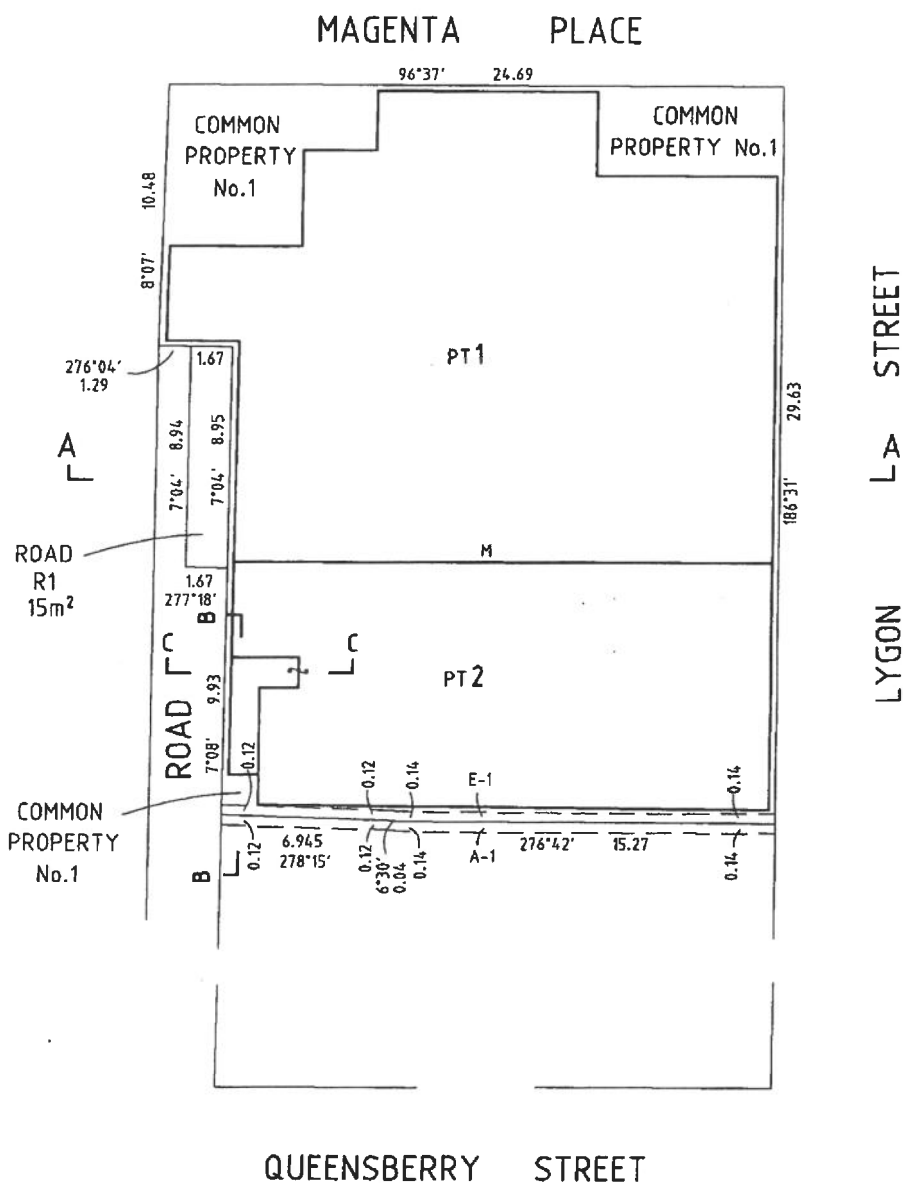 MAGENTA PLACE
96°37' 24.69
COMMON
PROPERTY
No.1
COMMON
PROPERTY No.1
10.48
8°07'
STREET
PT1
276°04'
1.29
1.67
29.63
A
8.94
8.95
A
7°04'
7°04'
186°31'
ROAD
R1
15m²
M
1.67
277°18'
B
C
C
LYGON
PT2
9.93
ROAD
7°08'
0.12
0.12
0.14
E-1
0.14
COMMON
PROPERTY
No.1
0.12
6.945
278°15'
0.12
6°30'
0.04
0.14
A-1
276°42' 15.27
0.14
B
QUEENSBERRY STREET